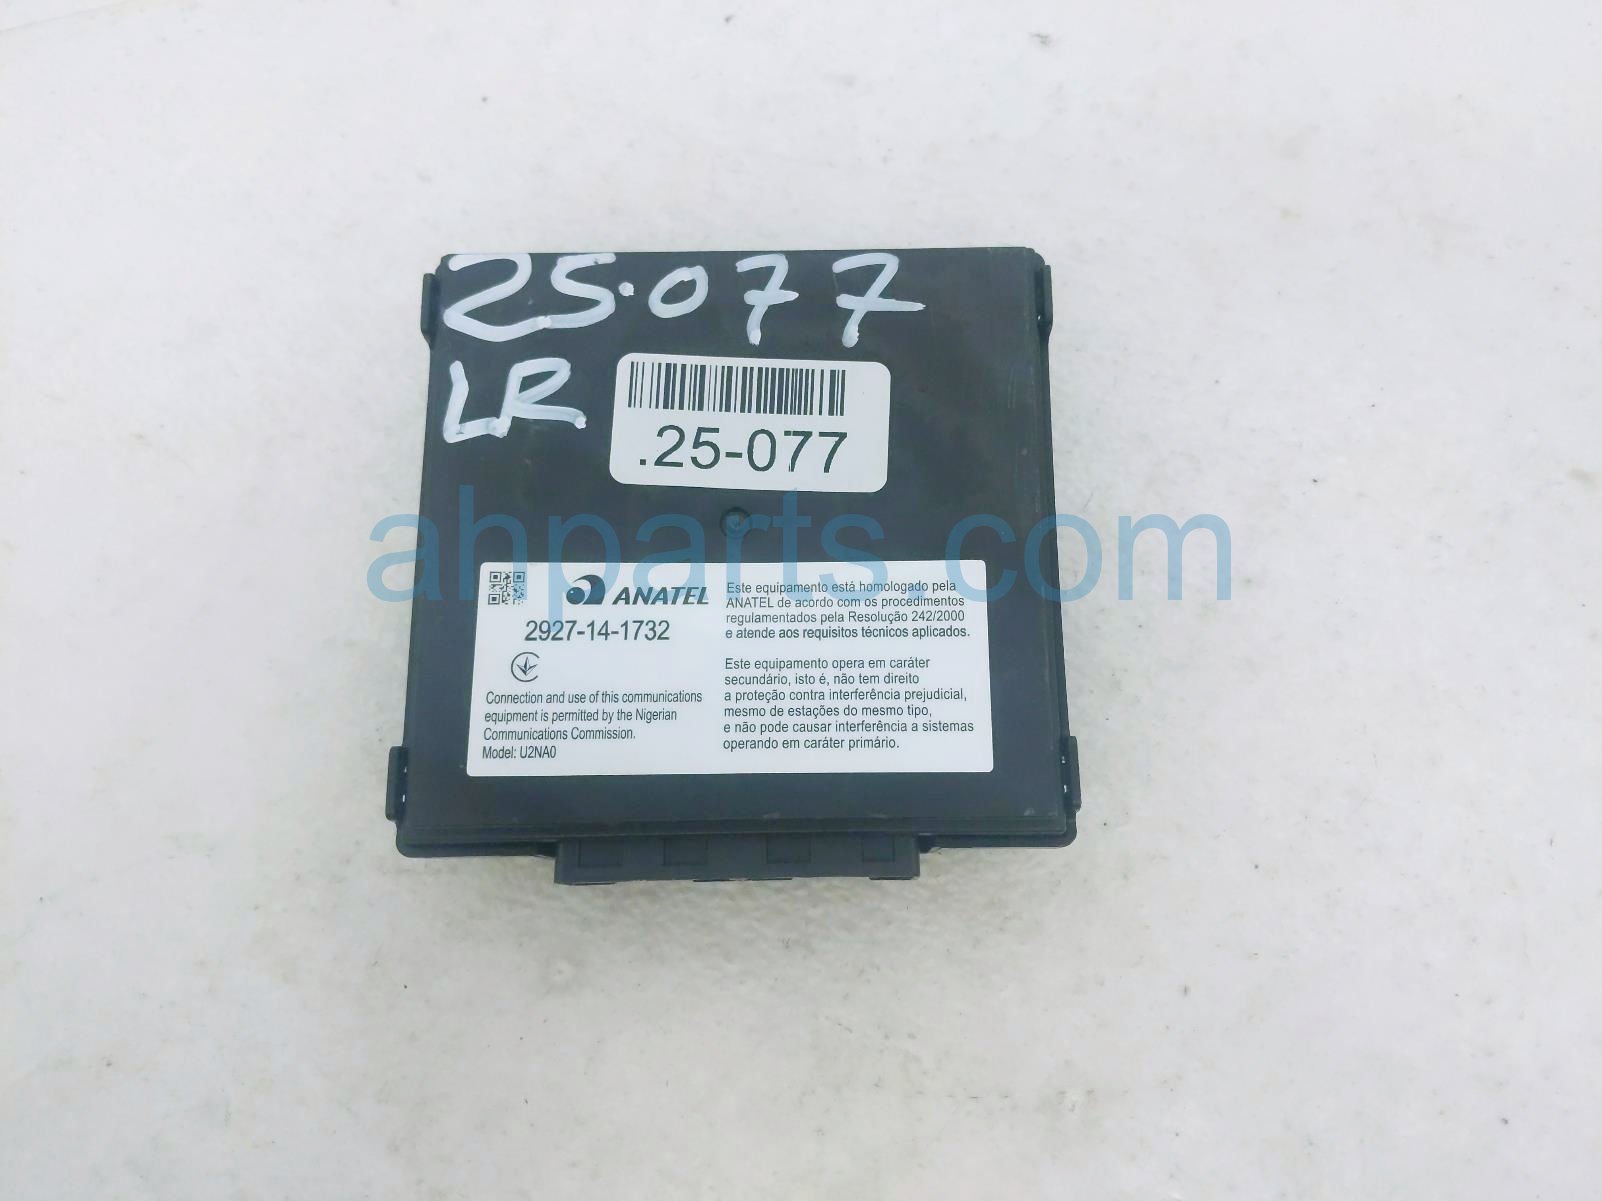 25.077
LR
.25-077
ahparts.com
ANATEL
2927-14-1732
Connection and use of this communications
equipment is permitted by the Nigerian
Communications Commission.
Model: U2NA0
Este equipamento está homologado pela
ANATEL de acordo com os procedimentos
regulamentados pela Resolução 242/2000
e atende aos requisitos técnicos aplicados.
Este equipamento opera em caráter
secundário, isto é, não tem direito
a proteção contra interferência prejudicial,
mesmo de estações do mesmo tipo,
e não pode causar interferência a sistemas
operando em caráter primário.